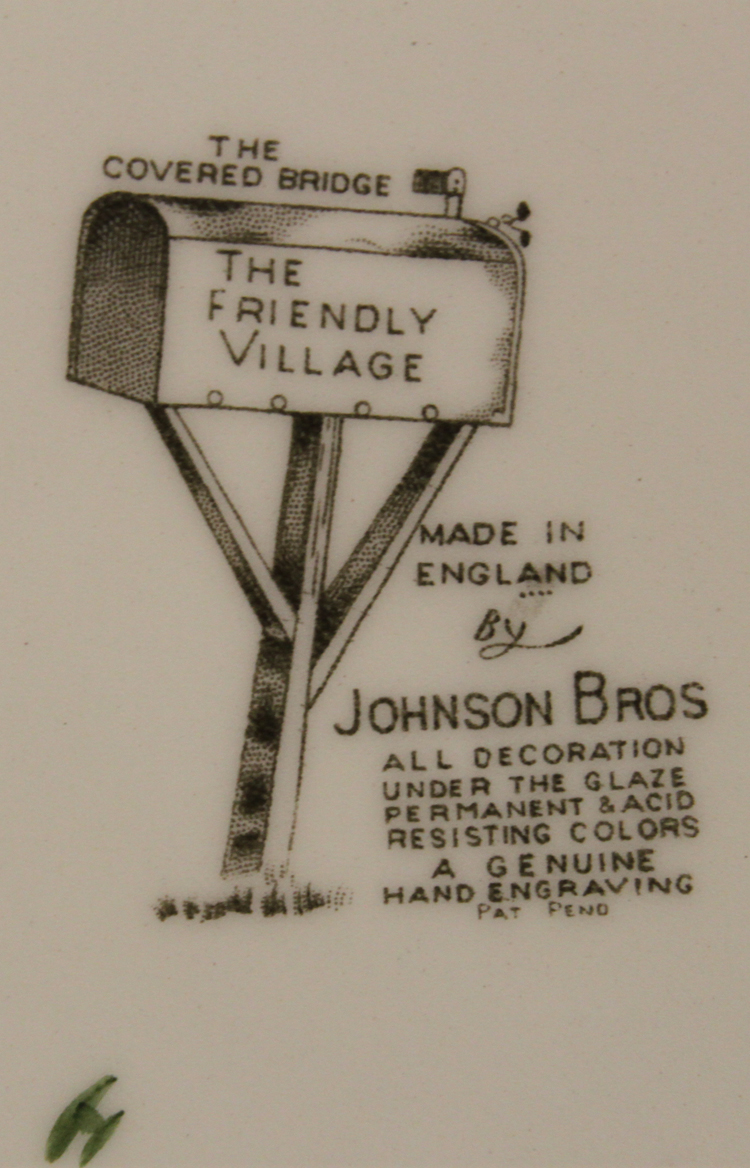 THE
COVERED BRIDGE
THE
FRIENDLY
VILLAGE
MADE IN
ENGLAND
By
JOHNSON BROS
ALL DECORATION
UNDER THE GLAZE
PERMANENT & ACID
RESISTING COLORS
A GENUINE
HAND ENGRAVING
PAT PEND